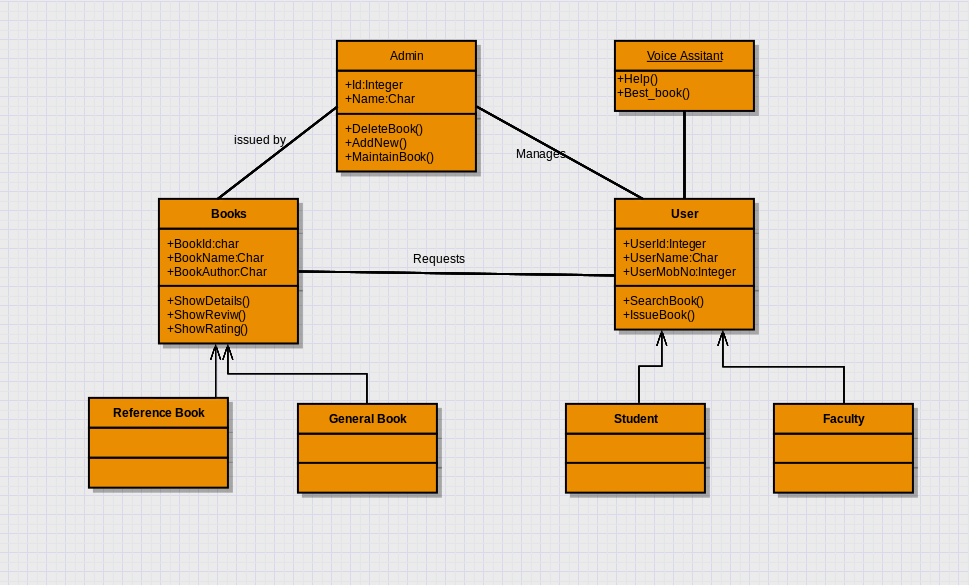 Admin
+Id:Integer
+Name:Char
+DeleteBook()
+AddNew()
+MaintainBook()
Voice Assitant
+Help()
+Best_book()
issued by
Manages
Books
+BookId:char
+BookName:Char
+BookAuthor:Char
+ShowDetails()
+ShowReviw()
+ShowRating()
Requests
User
+UserId:Integer
+UserName:Char
+UserMobNo:Integer
+SearchBook()
+IssueBook()
Reference Book
General Book
Student
Faculty